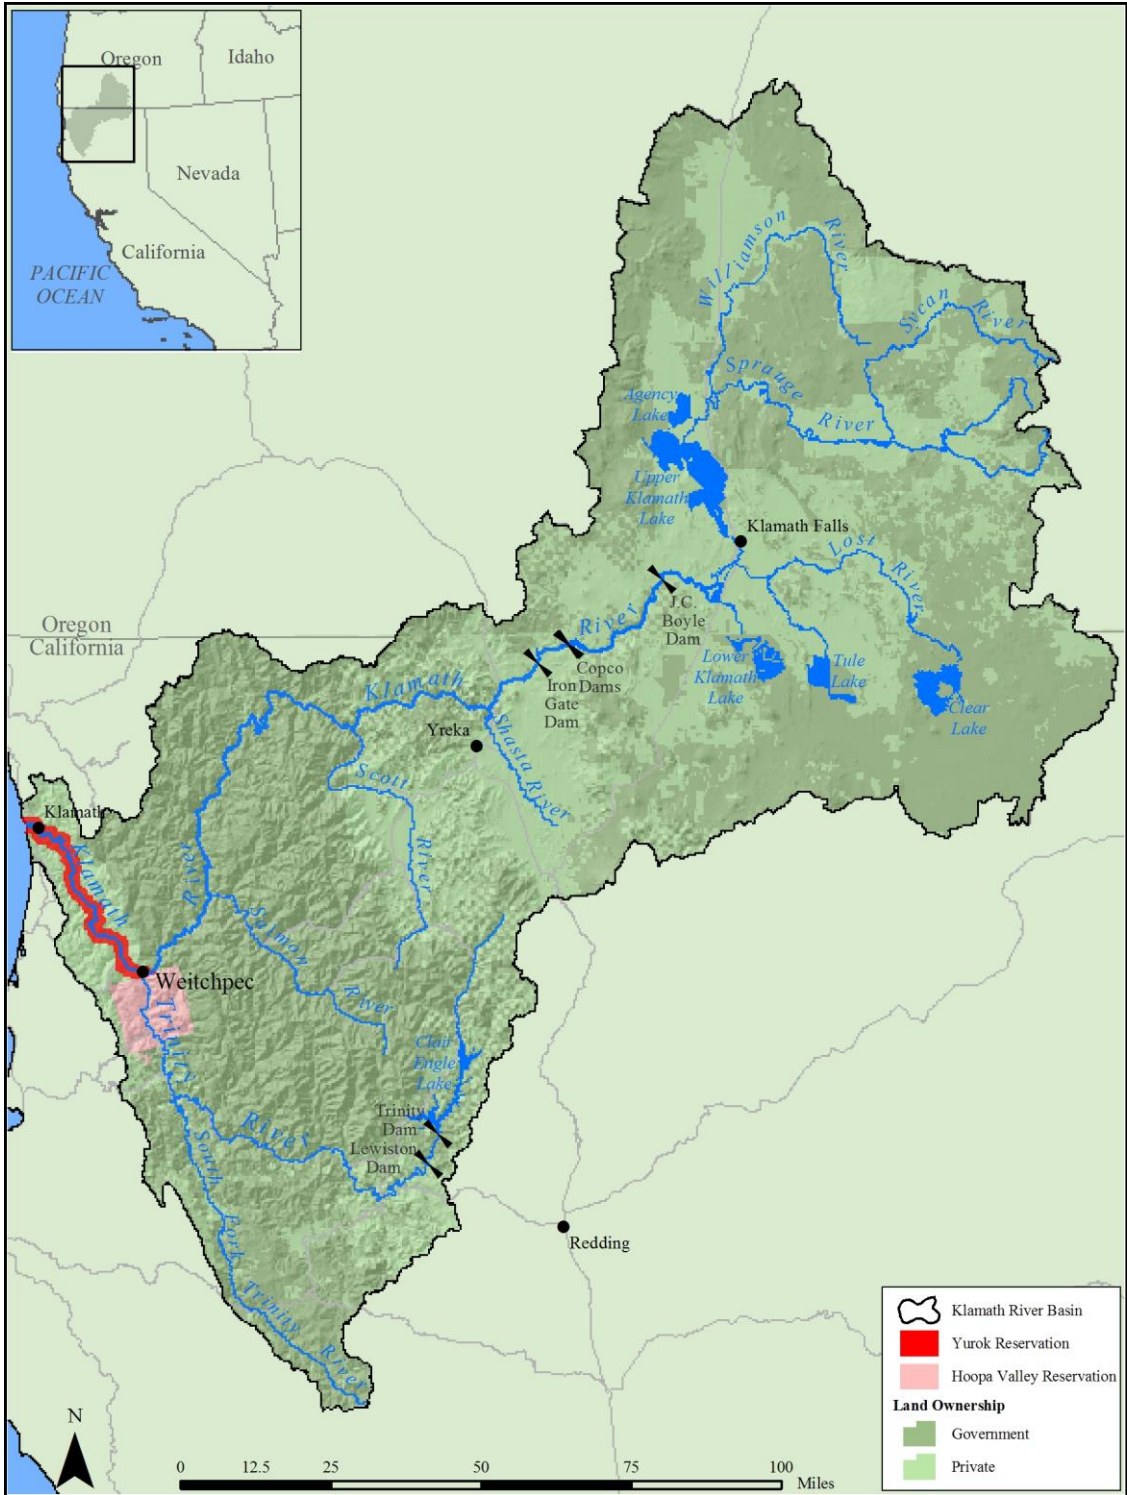 Oregon
Idaho
Nevada
California
PACIFIC
OCEAN
Williamson
River
Sycan
River
Sprauge
River
Agency
Lake
Upper
Klamath
Lake
Klamath Falls
Lost
River
J.C.
Boyle
Dam
River
Oregon
California
Copco
Dams
Iron
Gate
Dam
Lower
Klamath
Lake
Tule
Lake
Clear
Lake
Klamath
Yreka
Shasta River
Scott
River
Klamath
Klamath
River
Salmon
River
Weitchpec
Trinity
River
Clair
Engle
Lake
Trinity
Dam
Lewiston
Dam
South
Fork
Trinity
River
Redding
Klamath River Basin
Yurok Reservation
Hoopa Valley Reservation
Land Ownership
Government
Private
N
0 12.5 25 50 75 100
Miles